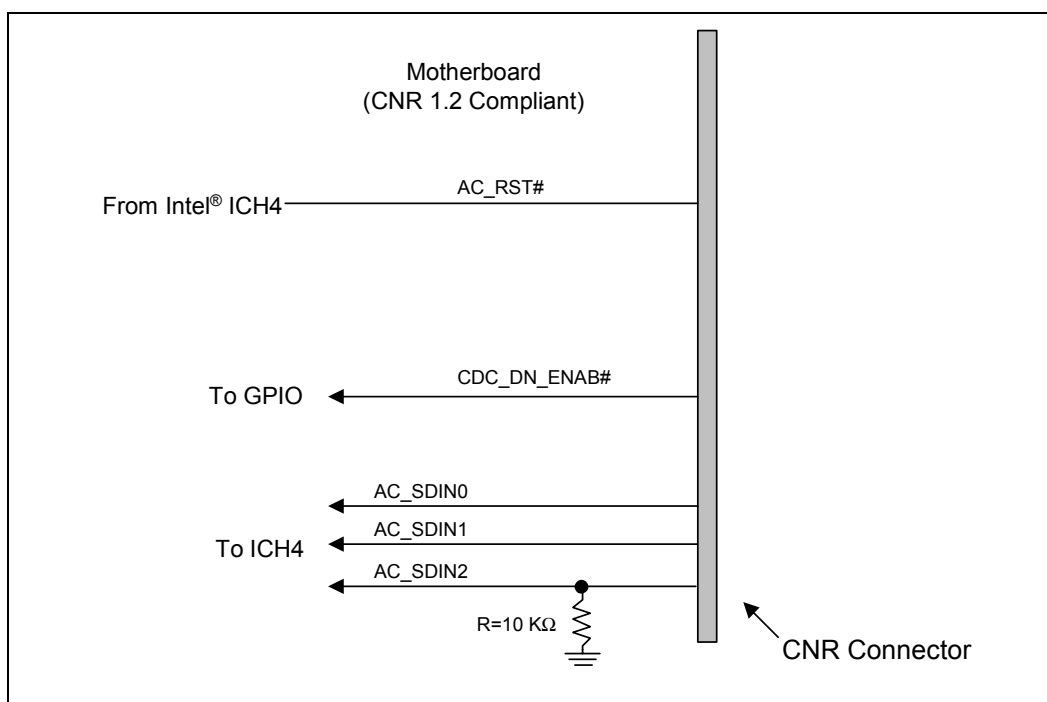 Motherboard
(CNR 1.2 Compliant)
AC_RST#
From Intel® ICH4
CDC_DN_ENAB#
To GPIO
AC_SDIN0
AC_SDIN1
To ICH4
AC_SDIN2
R=10 KΩ
CNR Connector